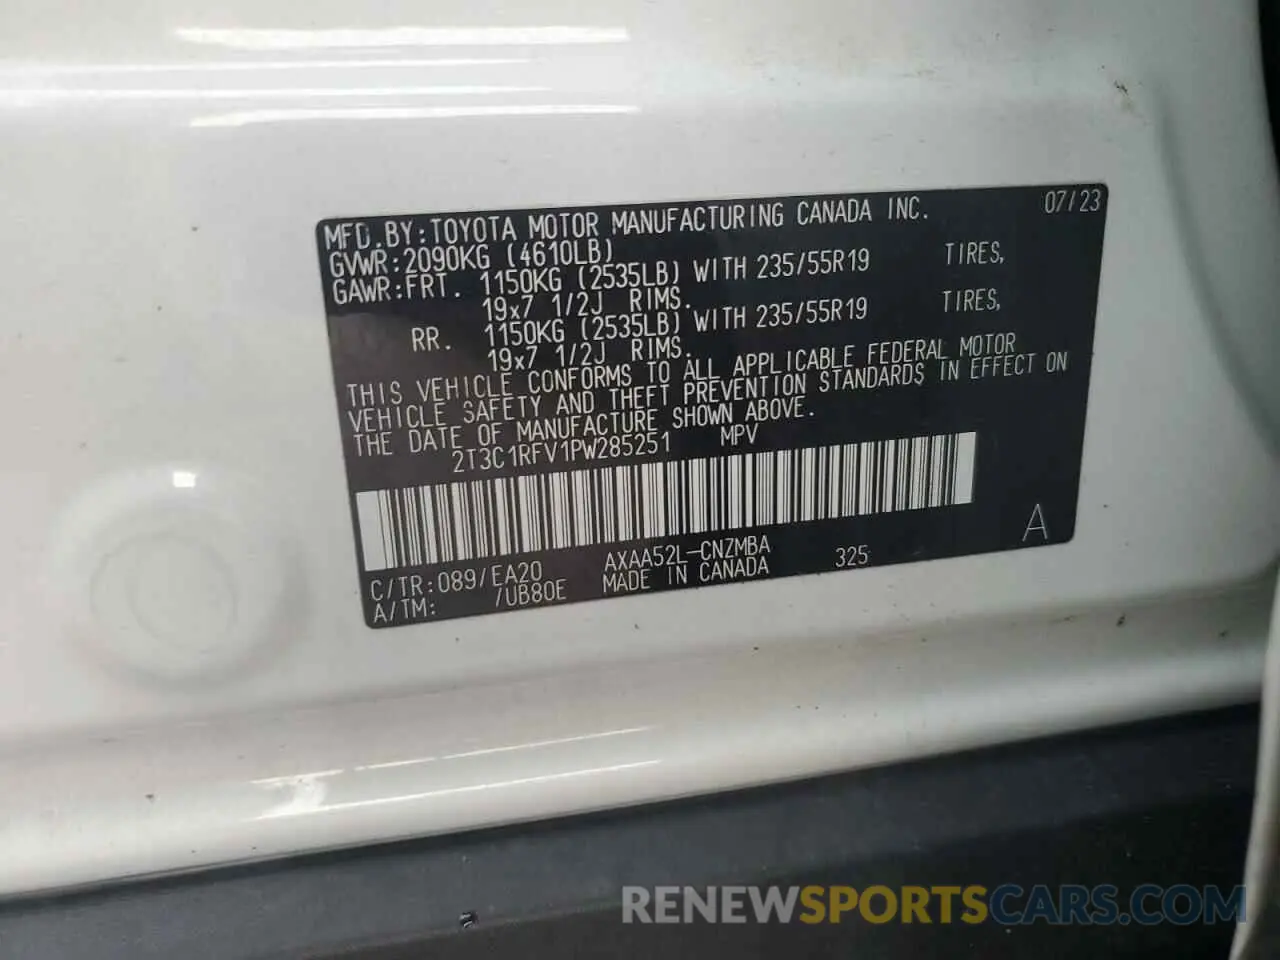 MFD.BY:TOYOTA MOTOR MANUFACTURING CANADA INC. 07/23
GVWR:2090KG (4610LB)
GAWR:FRT. 1150KG (2535LB) WITH 235/55R19 TIRES,
19x7 1/2J RIMS.
RR. 1150KG (2535LB) WITH 235/55R19 TIRES,
19x7 1/2J RIMS.
THIS VEHICLE CONFORMS TO ALL APPLICABLE FEDERAL MOTOR
VEHICLE SAFETY AND THEFT PREVENTION STANDARDS IN EFFECT ON
THE DATE OF MANUFACTURE SHOWN ABOVE.
2T3C1RFV1PW285251 MPV
A
C/TR:089/EA20 AXAA52L-CNZMBA 325
A/TM: /UB80E MADE IN CANADA
RENEWSPORTSCARS.COM